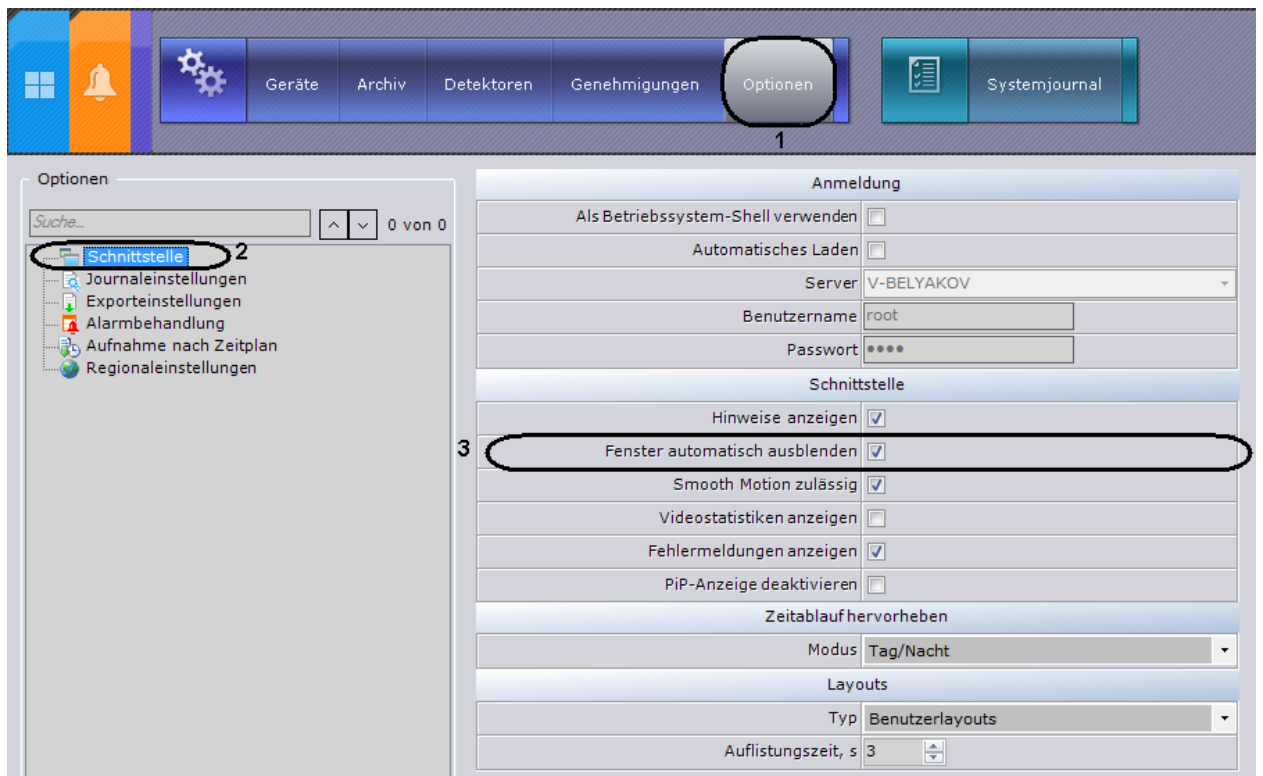 Geräte Archiv Detektoren Genehmigungen Optionen Systemjournal
1
Optionen
Suche...
0 von 0
Schnittstelle 2
Journaleinstellungen
Exporteinstellungen
Alarmbehandlung
Aufnahme nach Zeitplan
Regionaleinstellungen
Anmeldung
Als Betriebssystem-Shell verwenden
Automatisches Laden
Server V-BELYAKOV
Benutzername root
Passwort ●●●●
Schnittstelle
Hinweise anzeigen
3 Fenster automatisch ausblenden
Smooth Motion zulässig
Videostatistiken anzeigen
Fehlermeldungen anzeigen
PiP-Anzeige deaktivieren
Zeitablauf hervorheben
Modus Tag/Nacht
Layouts
Typ Benutzerlayouts
Auflistungszeit, s 3